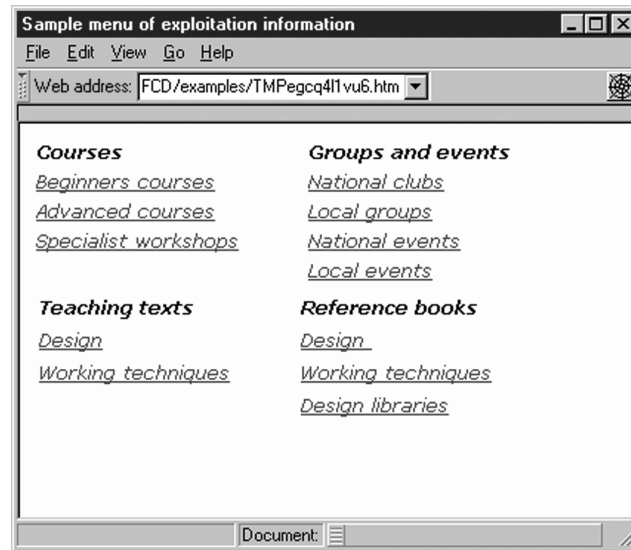 Sample menu of exploitation information
File Edit View Go Help
Web address: FCD/examples/TMPegcq4l1vu6.htm
Courses
Beginners courses
Advanced courses
Specialist workshops
Groups and events
National clubs
Local groups
National events
Local events
Teaching texts
Design
Working techniques
Reference books
Design
Working techniques
Design libraries
Document: